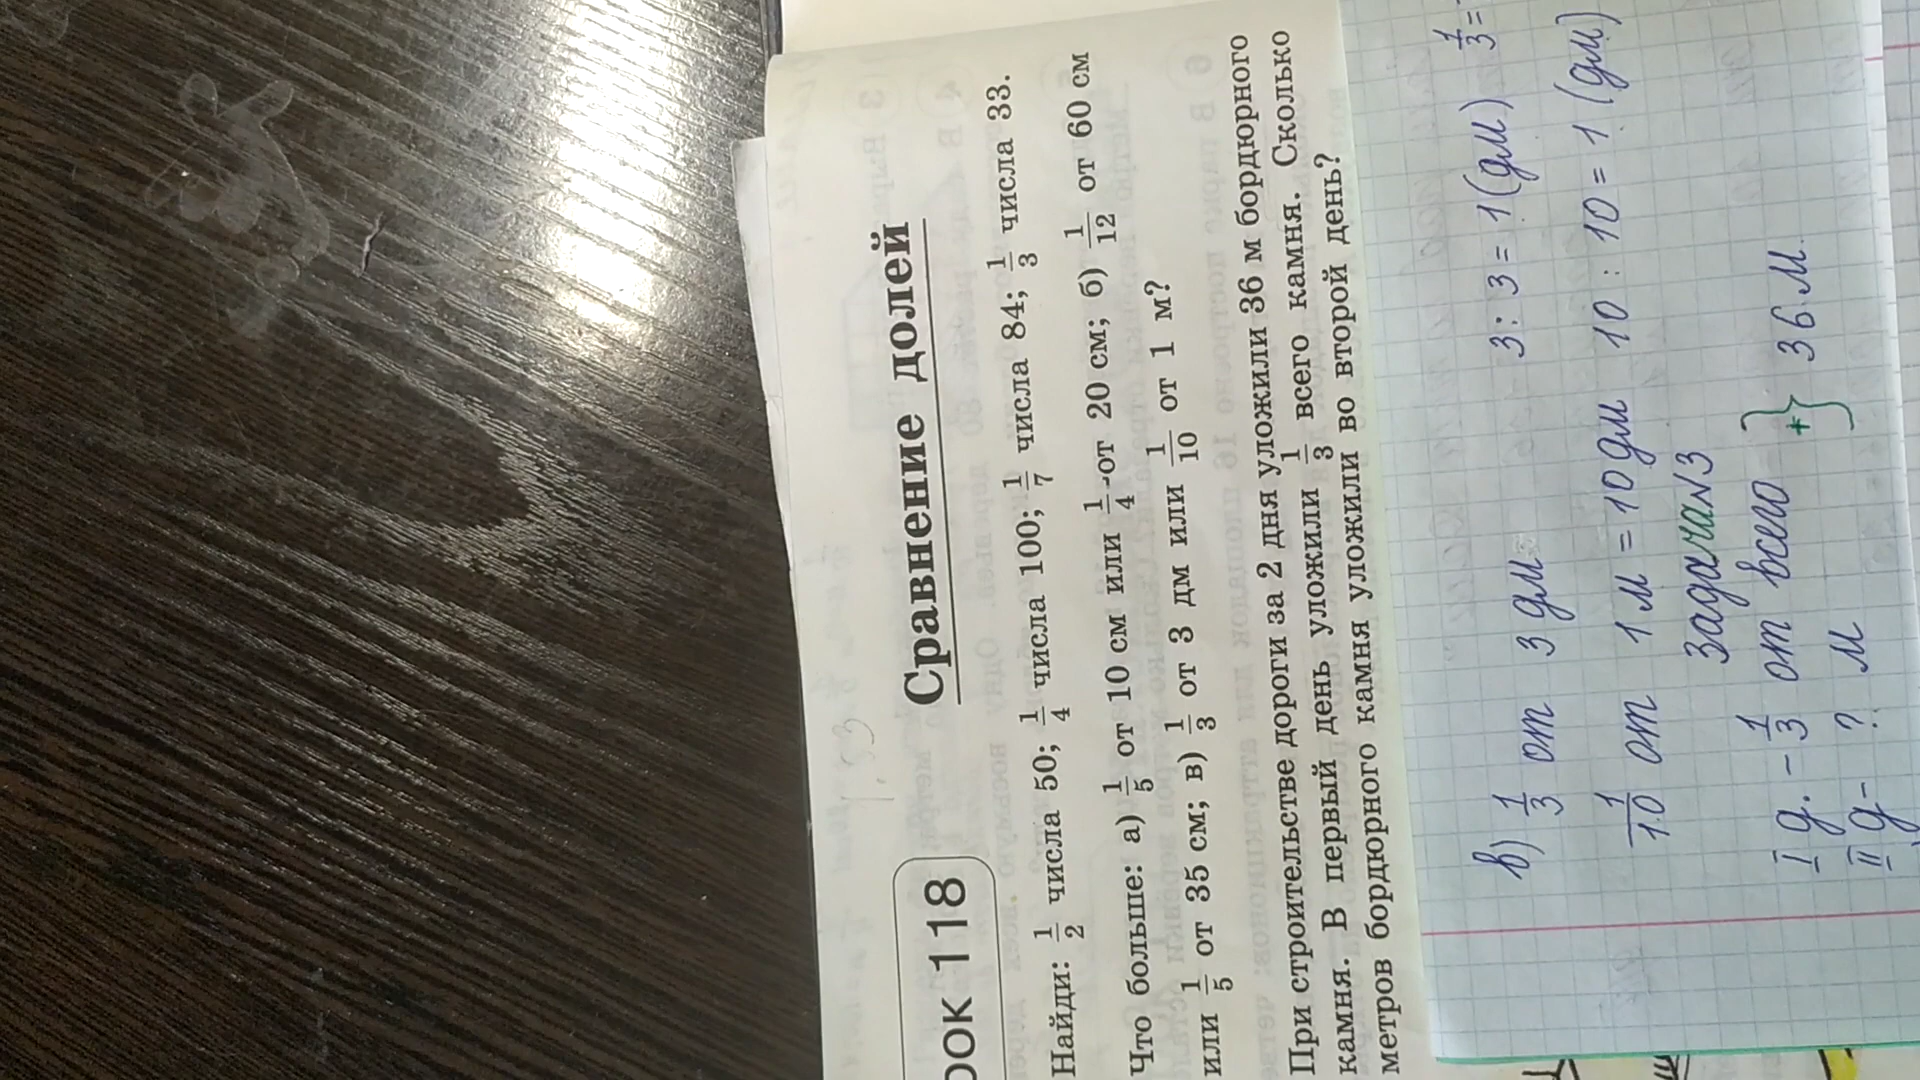 рок 118
Сравнение долей
Найди: 1/2 числа 50; 1/4 числа 100; 1/7 числа 84; 1/3 числа 33.
Что больше: а) 1/5 от 10 см или 1/4 от 20 см; б) 1/12 от 60 см
или 1/5 от 35 см; в) 1/3 от 3 дм или 1/10 от 1 м?
При строительстве дороги за 2 дня уложили 36 м бордюрного
камня. В первый день уложили 1/3 всего камня. Сколько
метров бордюрного камня уложили во второй день?
в) 1/3 от 3 дм 3 : 3 = 1 (дм) 1/3 =
1/10 от 1 м = 10 дм 10 : 10 = 1 (дм)
Задача №3
I д. - 1/3 от всего } + 36 м
II д - ? м